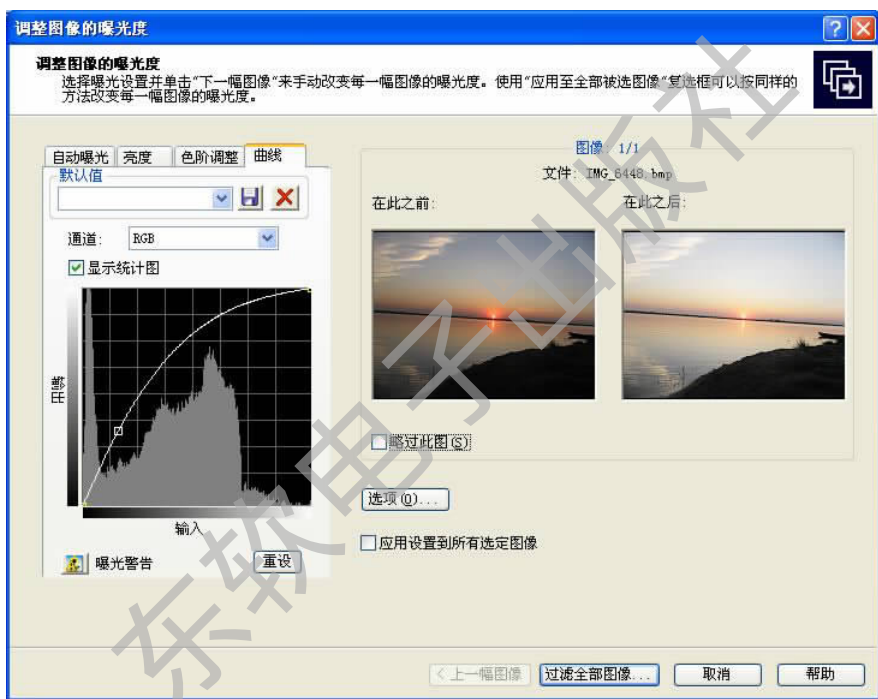 调整图像的曝光度
调整图像的曝光度
选择曝光设置并单击“下一幅图像“来手动改变每一幅图像的曝光度。使用“应用至全部被选图像“复选框可以按同样的
方法改变每一幅图像的曝光度。
自动曝光 亮度 色阶调整 曲线
默认值
通道: RGB
显示统计图
输出
输入
曝光警告 重设
图像: 1/1
文件: IMG_6448.bmp
在此之前: 在此之后:
略过此图(S)
选项(O)...
应用设置到所有选定图像
<上一幅图像 过滤全部图像... 取消 帮助
东软电子出版社